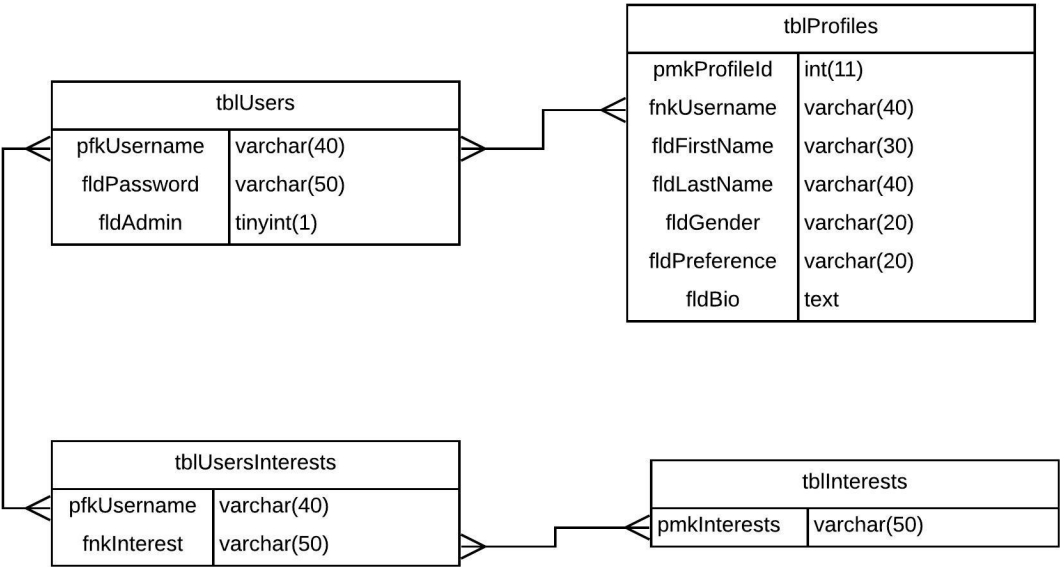 tblProfiles
pmkProfileId int(11)
fnkUsername varchar(40)
fldFirstName varchar(30)
fldLastName varchar(40)
fldGender varchar(20)
fldPreference varchar(20)
fldBio text
tblUsers
pfkUsername varchar(40)
fldPassword varchar(50)
fldAdmin tinyint(1)
tblUsersInterests
pfkUsername varchar(40)
fnkInterest varchar(50)
tblInterests
pmkInterests varchar(50)